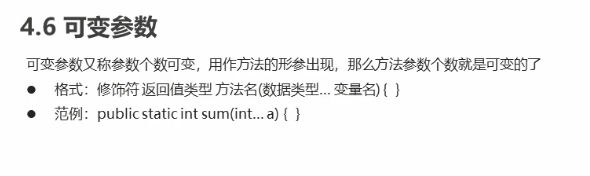 4.6 可变参数
可变参数又称参数个数可变，用作方法的形参出现，那么方法参数个数就是可变的了
● 格式：修饰符 返回值类型 方法名(数据类型… 变量名) { }
● 范例：public static int sum(int… a) { }